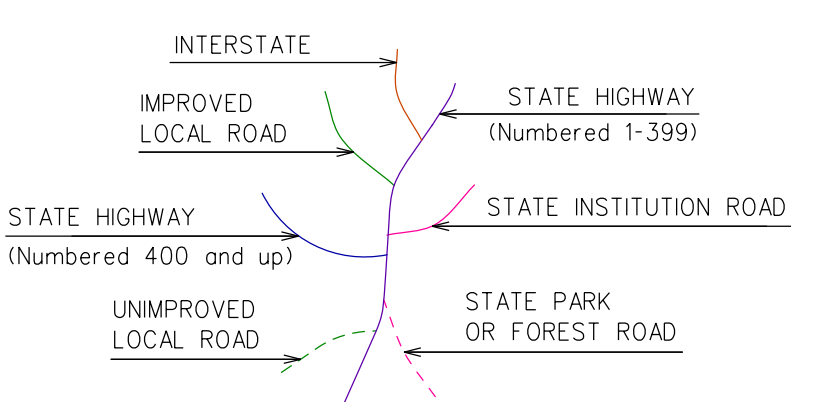 INTERSTATE
IMPROVED
LOCAL ROAD
STATE HIGHWAY
(Numbered 1-399)
STATE HIGHWAY
(Numbered 400 and up)
STATE INSTITUTION ROAD
UNIMPROVED
LOCAL ROAD
STATE PARK
OR FOREST ROAD